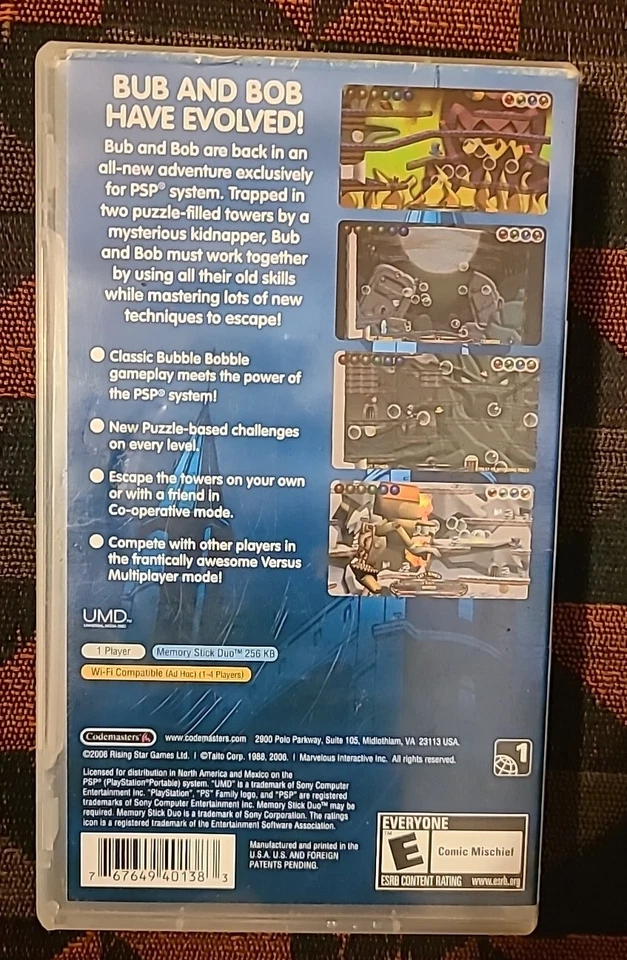 BUB AND BOB
HAVE EVOLVED!
Bub and Bob are back in an
all-new adventure exclusively
for PSP® system. Trapped in
two puzzle-filled towers by a
mysterious kidnapper, Bub
and Bob must work together
by using all their old skills
while mastering lots of new
techniques to escape!
Classic Bubble Bobble
gameplay meets the power of
the PSP® system!
New Puzzle-based challenges
on every level.
Escape the towers on your own
or with a friend in
Co-operative mode.
Compete with other players in
the frantically awesome Versus
Multiplayer mode!
UMD™
UNIVERSAL MEDIA DISC
1 Player
Memory Stick Duo™ 256 KB
Wi-Fi Compatible (Ad Hoc) (1-4 Players)
Codemasters www.codemasters.com 2900 Polo Parkway, Suite 105, Midlothiam, VA 23113 USA.
©2006 Rising Star Games Ltd. I ©Taito Corp. 1988, 2006. I Marvelous Interactive Inc. All rights reserved.
1
Licensed for distribution in North America and Mexico on the
PSP® (PlayStation®Portable) system. "UMD" is a trademark of Sony Computer
Entertainment Inc. "PlayStation", "PS" Family logo, and "PSP" are registered
trademarks of Sony Computer Entertainment Inc. Memory Stick Duo™ may be
required. Memory Stick Duo is a trademark of Sony Corporation. The ratings
icon is a registered trademark of the Entertainment Software Association.
7 67649 40138 3
Manufactured and printed in the
U.S.A. U.S. AND FOREIGN
PATENTS PENDING.
EVERYONE
E
Comic Mischief
ESRB CONTENT RATING www.esrb.org